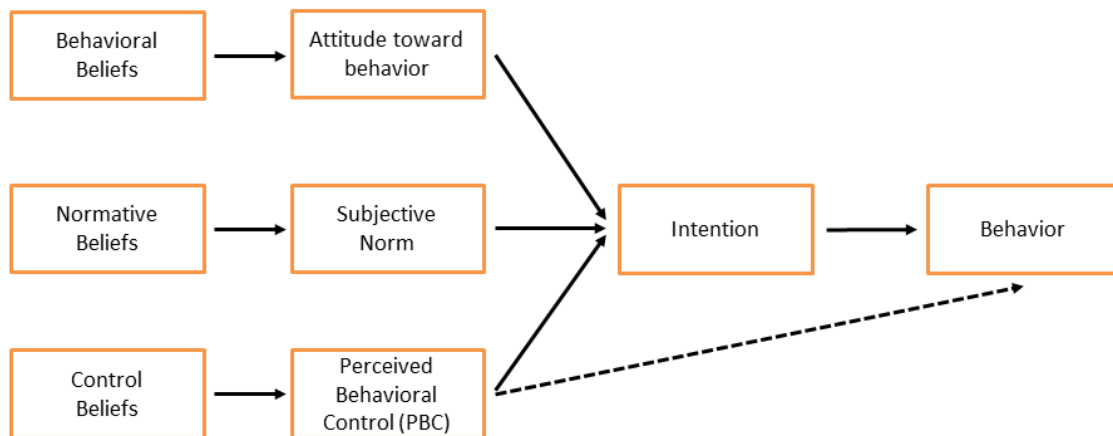 Behavioral
Beliefs
Attitude toward
behavior
Normative
Beliefs
Subjective
Norm
Intention
Behavior
Control
Beliefs
Perceived
Behavioral
Control (PBC)